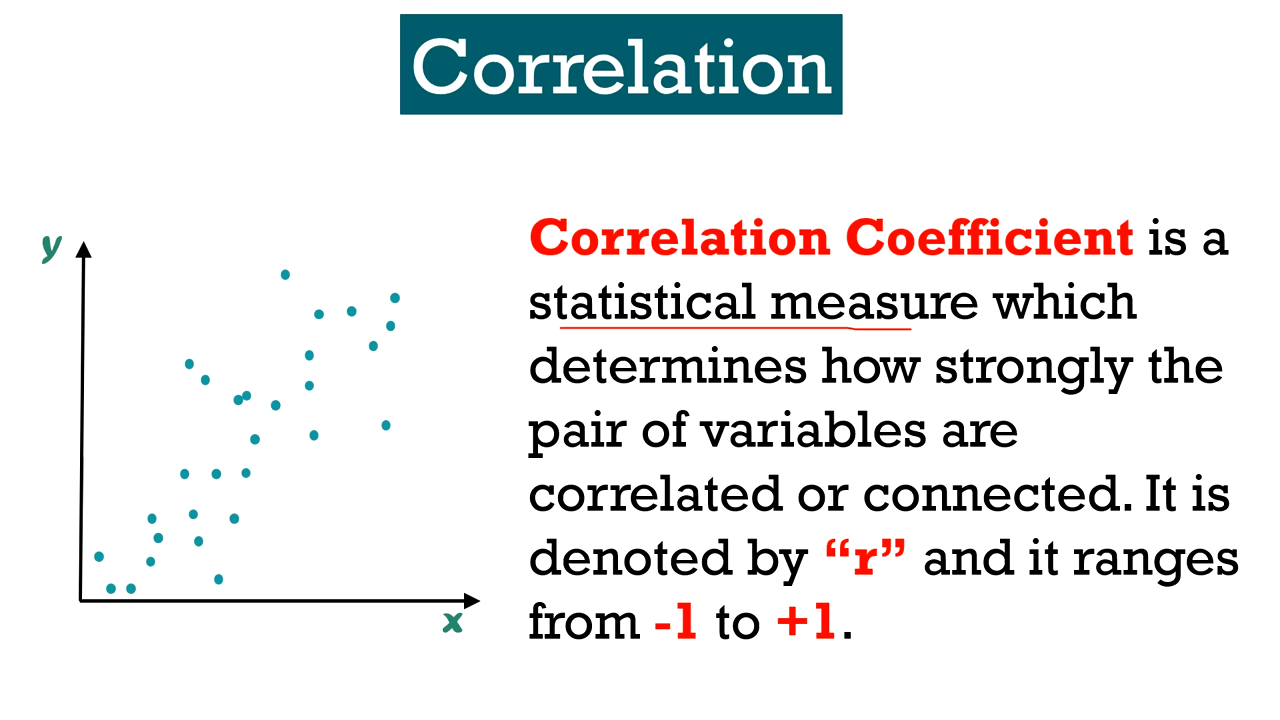 Correlation
y
x
Correlation Coefficient is a
statistical measure which
determines how strongly the
pair of variables are
correlated or connected. It is
denoted by “r” and it ranges
from -1 to +1.